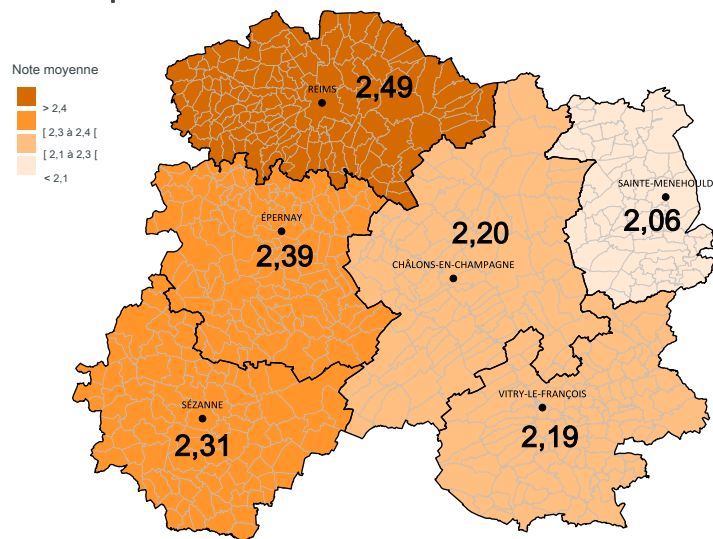 Note moyenne
> 2,4
[ 2,3 à 2,4 [
[ 2,1 à 2,3 [
< 2,1
REIMS
2,49
SAINTE-MENEHOULD
2,06
ÉPERNAY
2,39
2,20
CHÂLONS-EN-CHAMPAGNE
SÉZANNE
2,31
VITRY-LE-FRANÇOIS
2,19